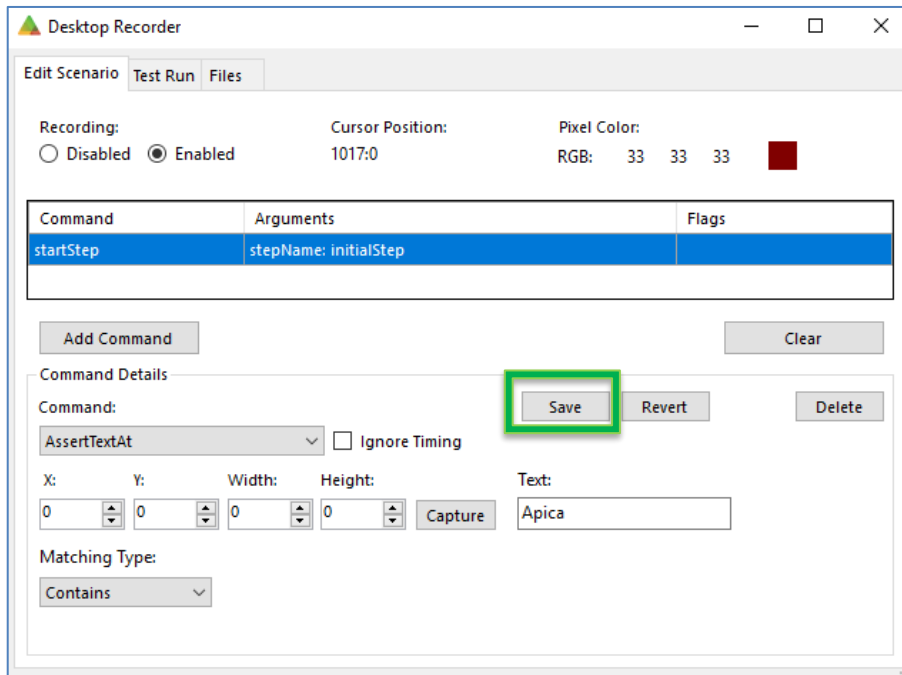 Desktop Recorder
Edit Scenario Test Run Files
Recording: Cursor Position: Pixel Color:
Disabled Enabled 1017:0 RGB: 33 33 33
Command Arguments Flags
startStep stepName: initialStep
Add Command Clear
Command Details
Command: Save Revert Delete
AssertTextAt Ignore Timing
X: Y: Width: Height: Text:
0 0 0 0 Capture Apica
Matching Type:
Contains